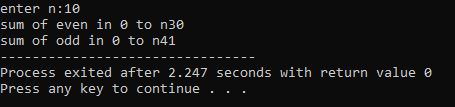 enter n:10
sum of even in 0 to n30
sum of odd in 0 to n41
--------------------------------
Process exited after 2.247 seconds with return value 0
Press any key to continue . . .